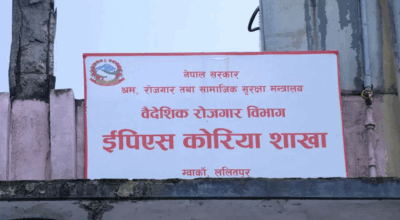 नेपाल सरकार
श्रम, रोजगार तथा सामाजिक सुरक्षा मन्त्रालय
वैदेशिक रोजगार विभाग
ईपिएस कोरिया शाखा
ग्वार्को, ललितपुर